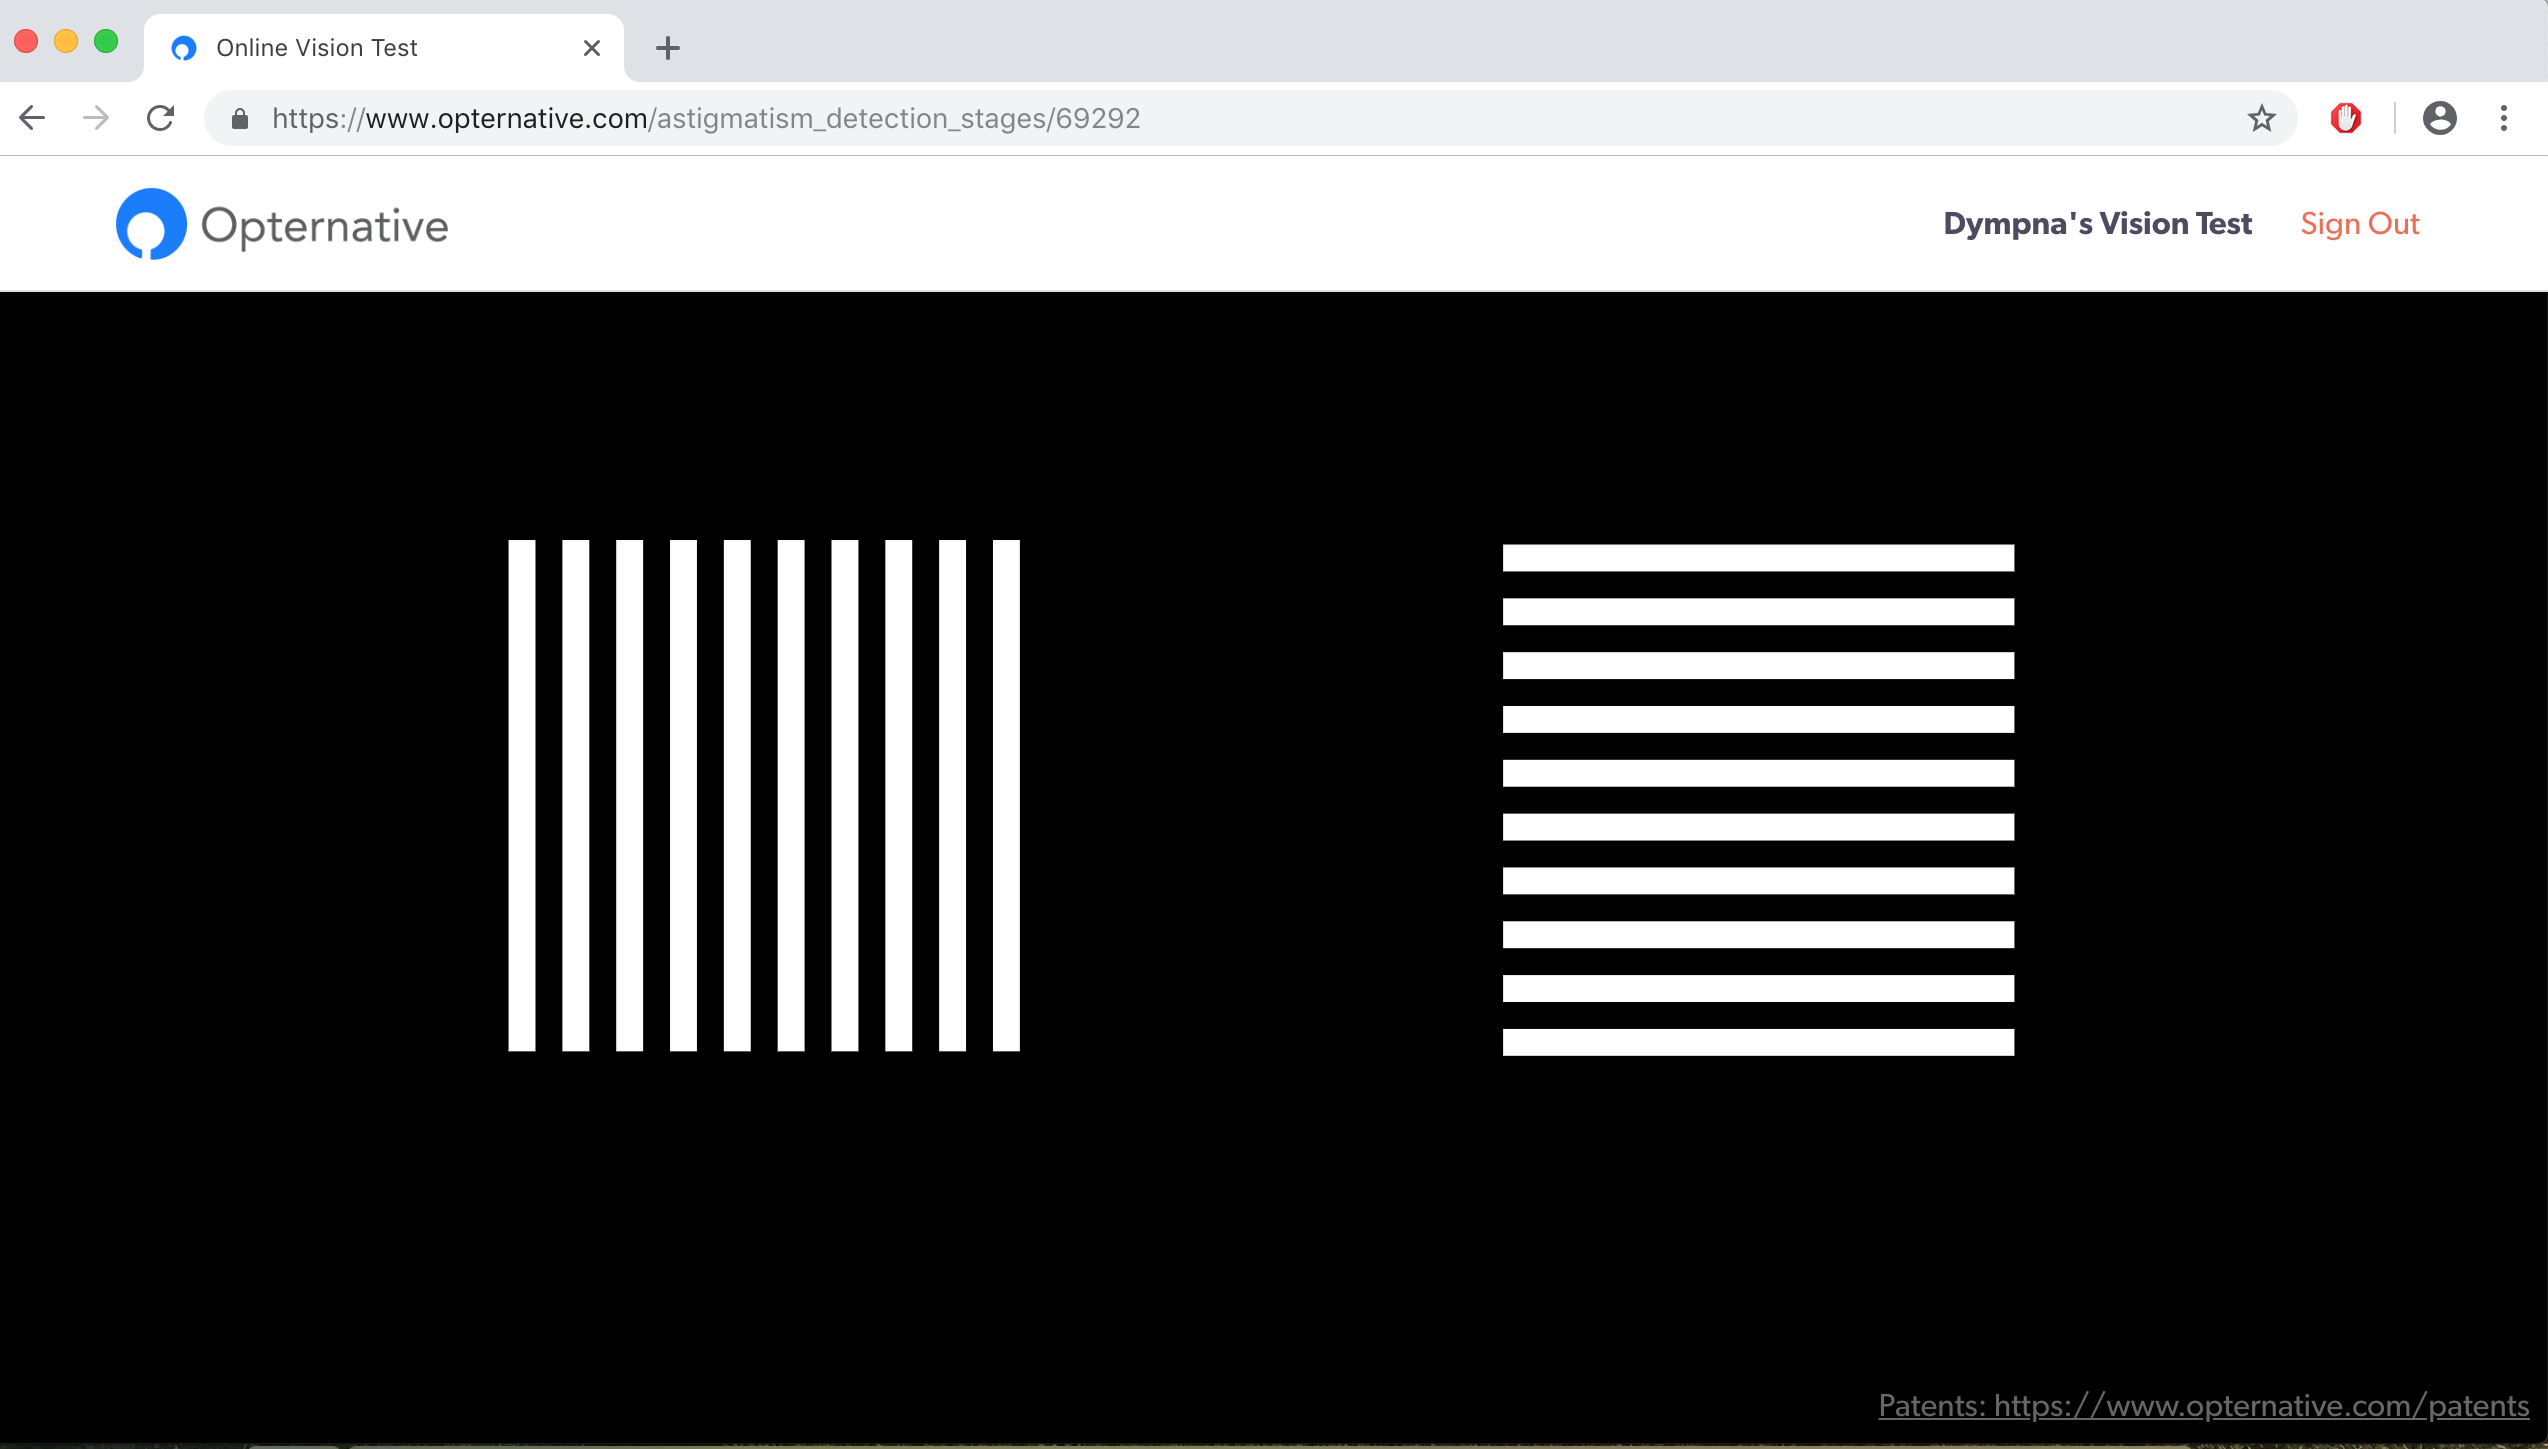 Online Vision Test
https://www.opternative.com/astigmatism_detection_stages/69292
Opternative
Dympna's Vision Test
Sign Out
Patents: https://www.opternative.com/patents